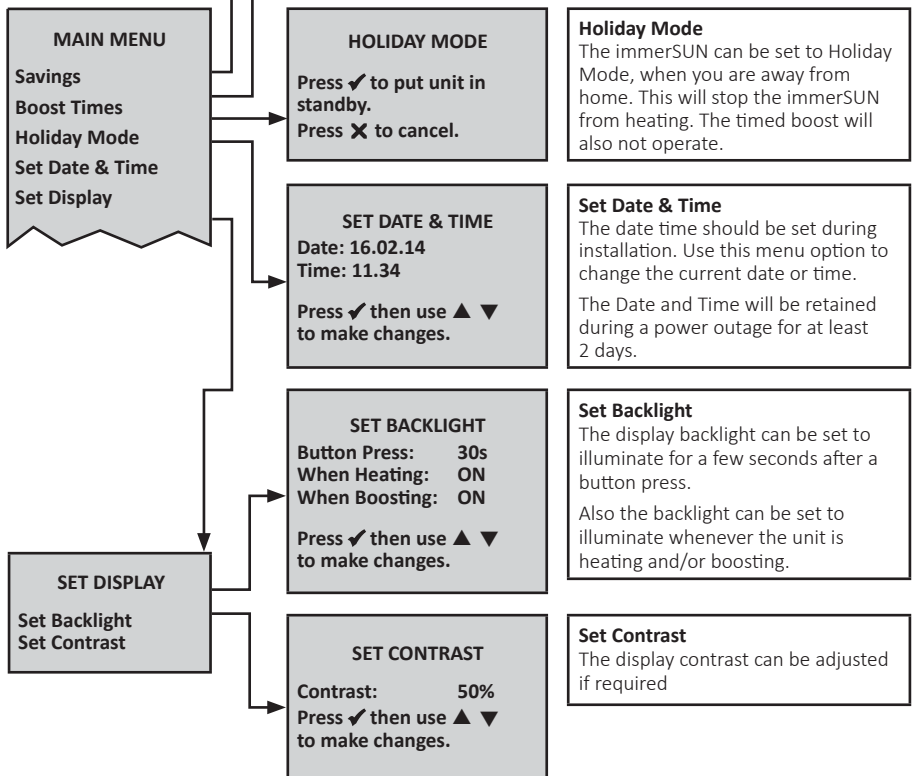 MAIN MENU
Savings
Boost Times
Holiday Mode
Set Date & Time
Set Display
HOLIDAY MODE
Press ✓ to put unit in
standby.
Press ✕ to cancel.
Holiday Mode
The immerSUN can be set to Holiday
Mode, when you are away from
home. This will stop the immerSUN
from heating. The timed boost will
also not operate.
SET DATE & TIME
Date: 16.02.14
Time: 11.34
Press ✓ then use ▲ ▼
to make changes.
Set Date & Time
The date time should be set during
installation. Use this menu option to
change the current date or time.
The Date and Time will be retained
during a power outage for at least
2 days.
SET BACKLIGHT
Button Press: 30s
When Heating: ON
When Boosting: ON
Press ✓ then use ▲ ▼
to make changes.
Set Backlight
The display backlight can be set to
illuminate for a few seconds after a
button press.
Also the backlight can be set to
illuminate whenever the unit is
heating and/or boosting.
SET DISPLAY
Set Backlight
Set Contrast
SET CONTRAST
Contrast: 50%
Press ✓ then use ▲ ▼
to make changes.
Set Contrast
The display contrast can be adjusted
if required